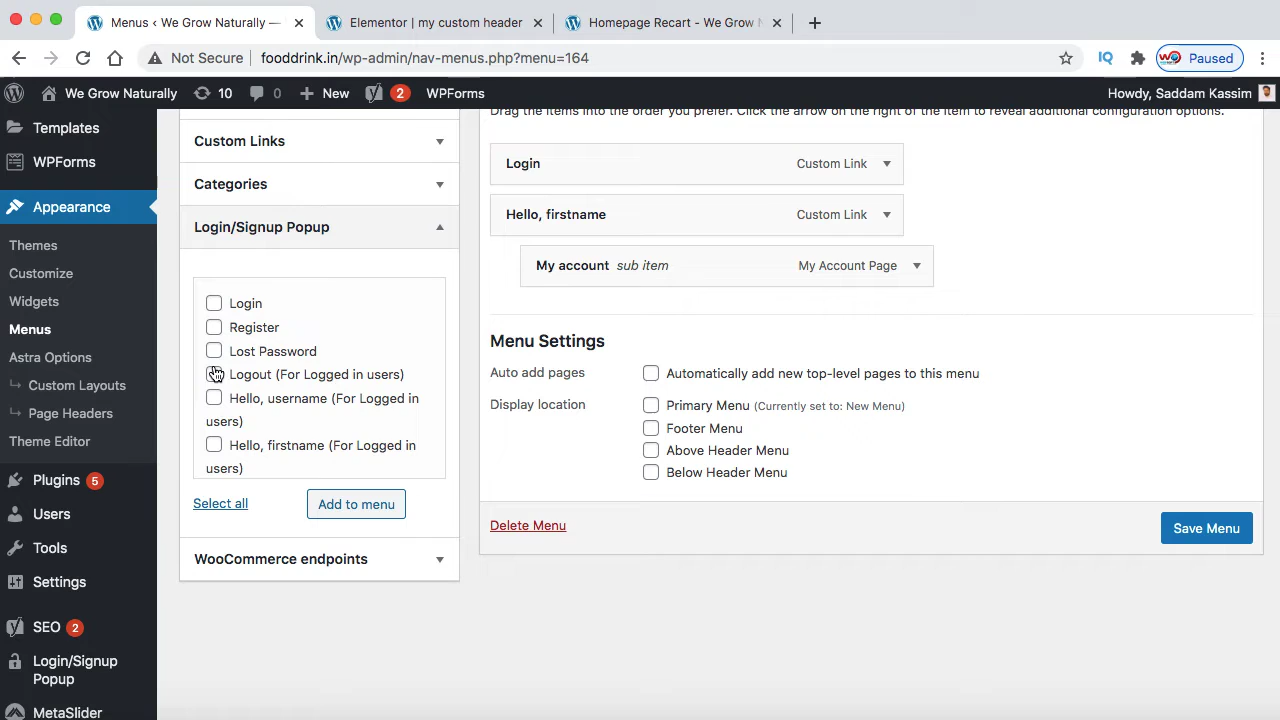 Menus ‹ We Grow Naturally —
Elementor | my custom header
Homepage Recart - We Grow N
Not Secure
fooddrink.in/wp-admin/nav-menus.php?menu=164
IQ
Paused
We Grow Naturally
10
0
New
2
WPForms
Howdy, Saddam Kassim
Templates
WPForms
Appearance
Themes
Customize
Widgets
Menus
Astra Options
Custom Layouts
Page Headers
Theme Editor
Plugins 5
Users
Tools
Settings
SEO 2
Login/Signup
Popup
MetaSlider
Custom Links
Categories
Login/Signup Popup
Login
Register
Lost Password
Logout (For Logged in users)
Hello, username (For Logged in
users)
Hello, firstname (For Logged in
users)
Select all
Add to menu
WooCommerce endpoints
Drag the items into the order you prefer. Click the arrow on the right of the item to reveal additional configuration options.
Login Custom Link
Hello, firstname Custom Link
My account sub item My Account Page
Menu Settings
Auto add pages
Automatically add new top-level pages to this menu
Display location
Primary Menu (Currently set to: New Menu)
Footer Menu
Above Header Menu
Below Header Menu
Delete Menu
Save Menu